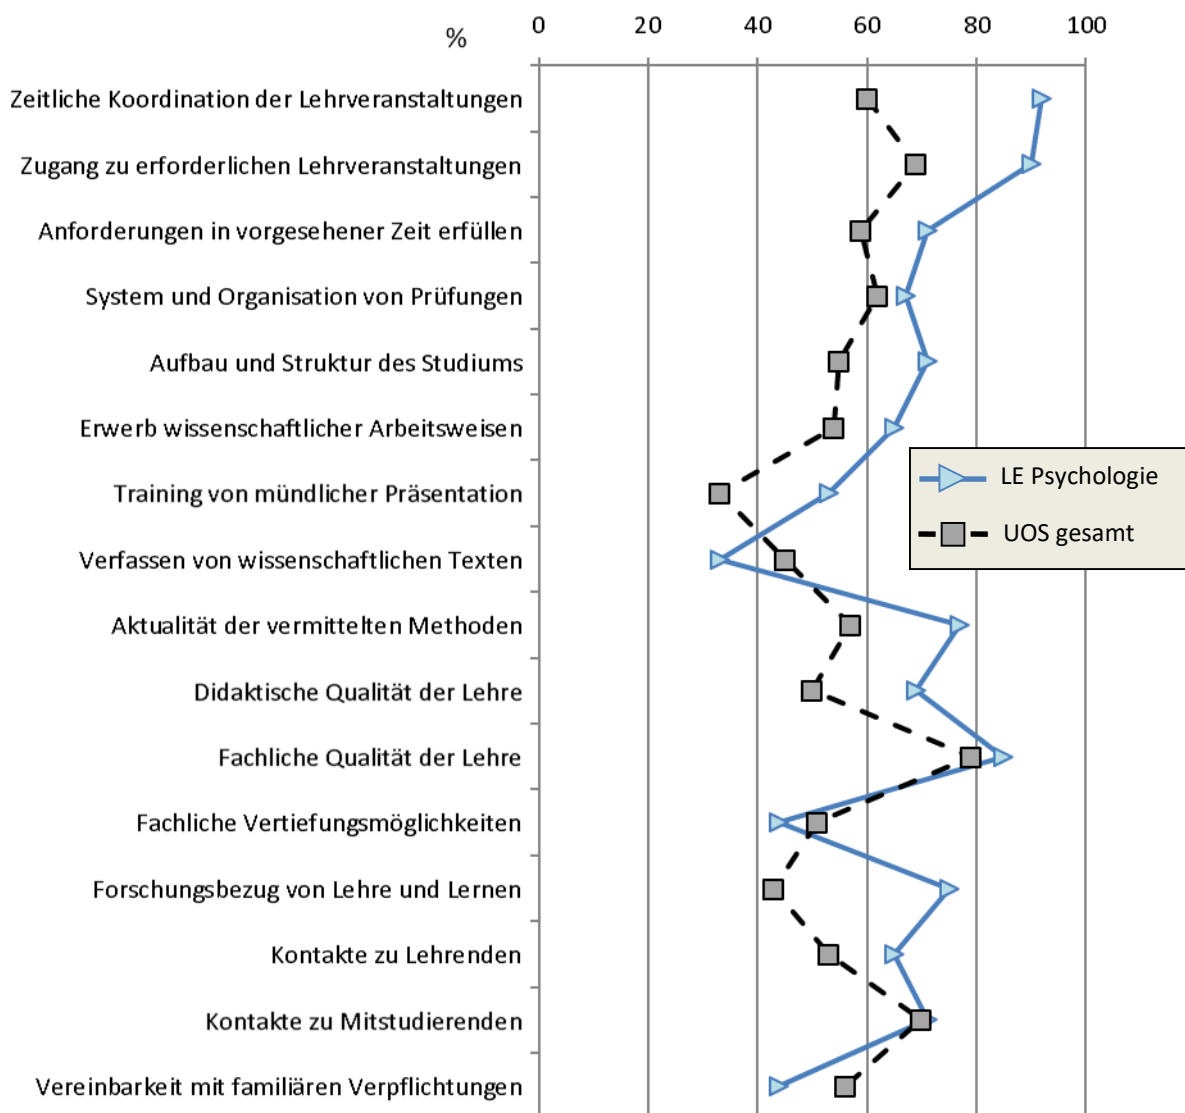 %
0 20 40 60 80 100
Zeitliche Koordination der Lehrveranstaltungen
Zugang zu erforderlichen Lehrveranstaltungen
Anforderungen in vorgesehener Zeit erfüllen
System und Organisation von Prüfungen
Aufbau und Struktur des Studiums
Erwerb wissenschaftlicher Arbeitsweisen
Training von mündlicher Präsentation
Verfassen von wissenschaftlichen Texten
Aktualität der vermittelten Methoden
Didaktische Qualität der Lehre
Fachliche Qualität der Lehre
Fachliche Vertiefungsmöglichkeiten
Forschungsbezug von Lehre und Lernen
Kontakte zu Lehrenden
Kontakte zu Mitstudierenden
Vereinbarkeit mit familiären Verpflichtungen
LE Psychologie
UOS gesamt